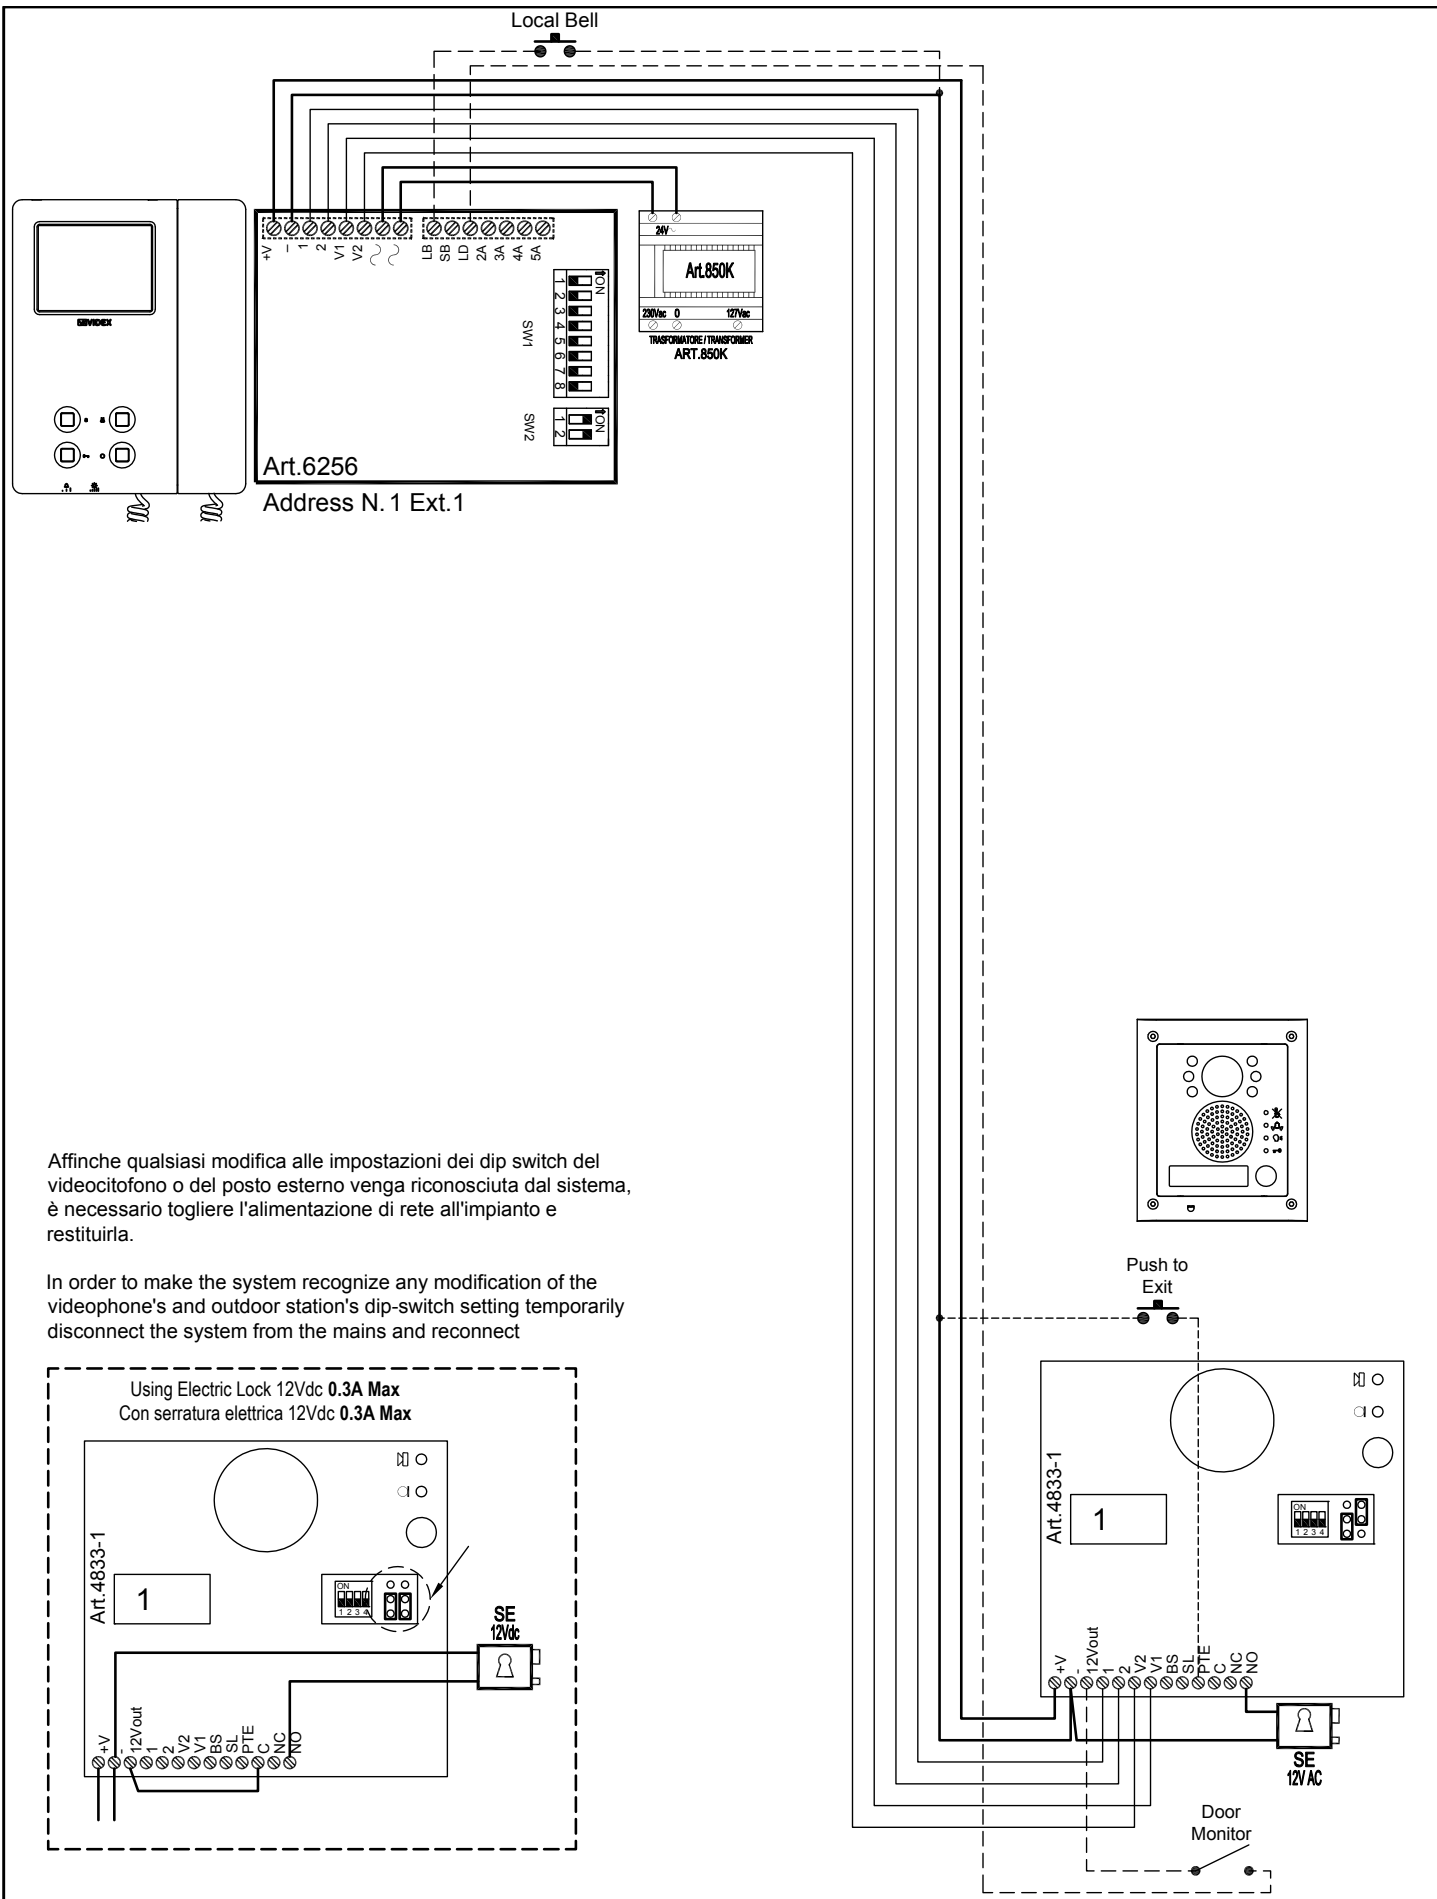 Local Bell
+V
–
1
2
V1
V2
LB
SB
LD
2A
3A
4A
5A
24V~
Art.850K
230Vac 0 127Vac
TRASFORMATORE / TRANSFORMER
ART.850K
VIDEX
ON
1
2
3
4
5
6
7
8
SW1
ON
1
2
SW2
Art.6256
Address N. 1 Ext.1
Affinche qualsiasi modifica alle impostazioni dei dip switch del
videocitofono o del posto esterno venga riconosciuta dal sistema,
è necessario togliere l'alimentazione di rete all'impianto e
restituirla.
In order to make the system recognize any modification of the
videophone's and outdoor station's dip-switch setting temporarily
disconnect the system from the mains and reconnect
Push to
Exit
Using Electric Lock 12Vdc 0.3A Max
Con serratura elettrica 12Vdc 0.3A Max
Art.4833-1
1
ON
1 2 3 4
SE
12Vdc
+V
-
12Vout
1
2
V2
V1
BS
SL
PTE
C
NC
NO
Art.4833-1
1
ON
1 2 3 4
+V
-
12Vout
1
2
V2
V1
BS
SL
PTE
C
NC
NO
SE
12V AC
Door
Monitor